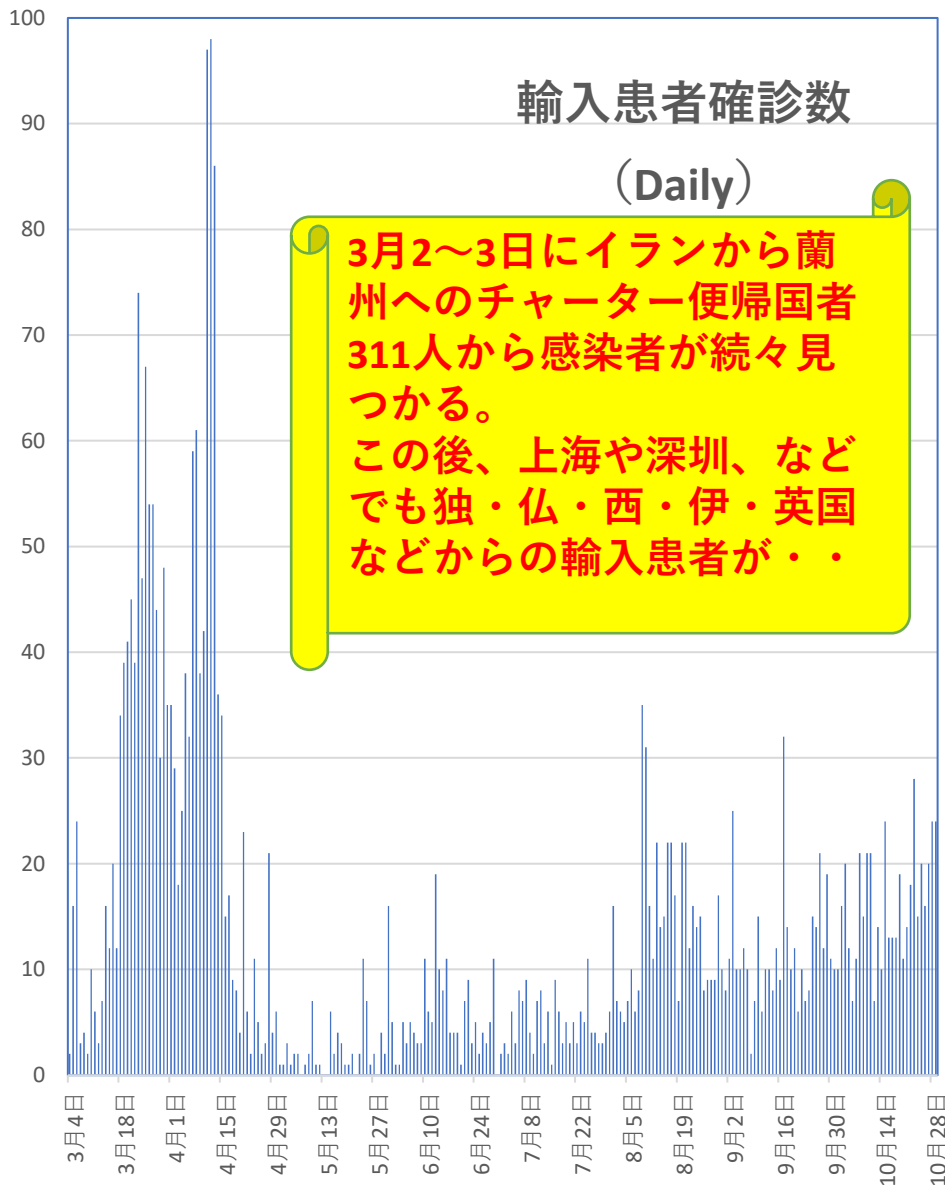 輸入患者確診数
（Daily）
3月2～3日にイランから蘭
州へのチャーター便帰国者
311人から感染者が続々見
つかる。
この後、上海や深圳、など
でも独・仏・西・伊・英国
などからの輸入患者が・・
100
90
80
70
60
50
40
30
20
10
0
3月4日
3月18日
4月1日
4月15日
4月29日
5月13日
5月27日
6月10日
6月24日
7月8日
7月22日
8月5日
8月19日
9月2日
9月16日
9月30日
10月14日
10月28日